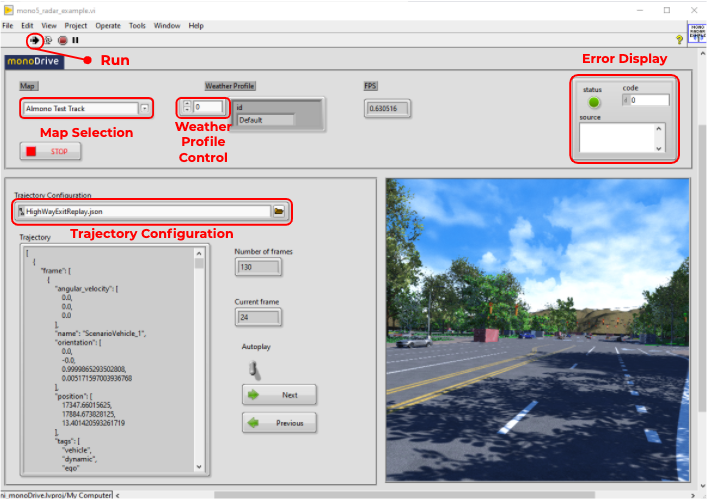 mono5_radar_example.vi
File Edit View Project Operate Tools Window Help
Run
Error Display
monoDrive
Map
Almono Test Track
Map Selection
STOP
Weather Profile
0
id
Default
Weather
Profile
Control
FPS
0.630516
status
code
0
source
Trajectory Configuration
HighWayExitReplay.json
Trajectory Configuration
Trajectory
[
{
"frame": [
{
"angular_velocity": [
0.0,
0.0,
0.0
],
"name": "ScenarioVehicle_1",
"orientation": [
0.0,
-0.0,
0.9999865293502808,
0.005171597003936768
],
"position": [
17347.66015625,
17884.673828125,
13.401420593261719
],
"tags": [
"vehicle",
"dynamic",
"ego"
Number of frames
130
Current frame
24
Autoplay
Next
Previous
ni_monoDrive.lvproj/My Computer